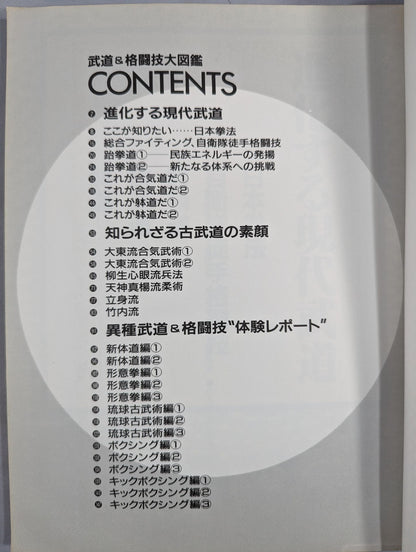 武道&格闘技大図鑑
CONTENTS
進化する現代武道
ここが知りたい……日本拳法
総合ファイティング、自衛隊徒手格闘技
跆拳道①――民族エネルギーの発揚
跆拳道②――新たなる体系への挑戦
これが合気道だ①
これが合気道だ②
これが躰道だ①
これが躰道だ②
知られざる古武道の素顔
大東流合気武術①
大東流合気武術②
柳生心眼流兵法
天神真楊流柔術
立身流
竹内流
異種武道&格闘技"体験レポート"
新体道編①
新体道編②
形意拳編①
形意拳編②
形意拳編③
琉球古武術編①
琉球古武術編②
琉球古武術編③
ボクシング編①
ボクシング編②
ボクシング編③
キックボクシング編①
キックボクシング編②
キックボクシング編③